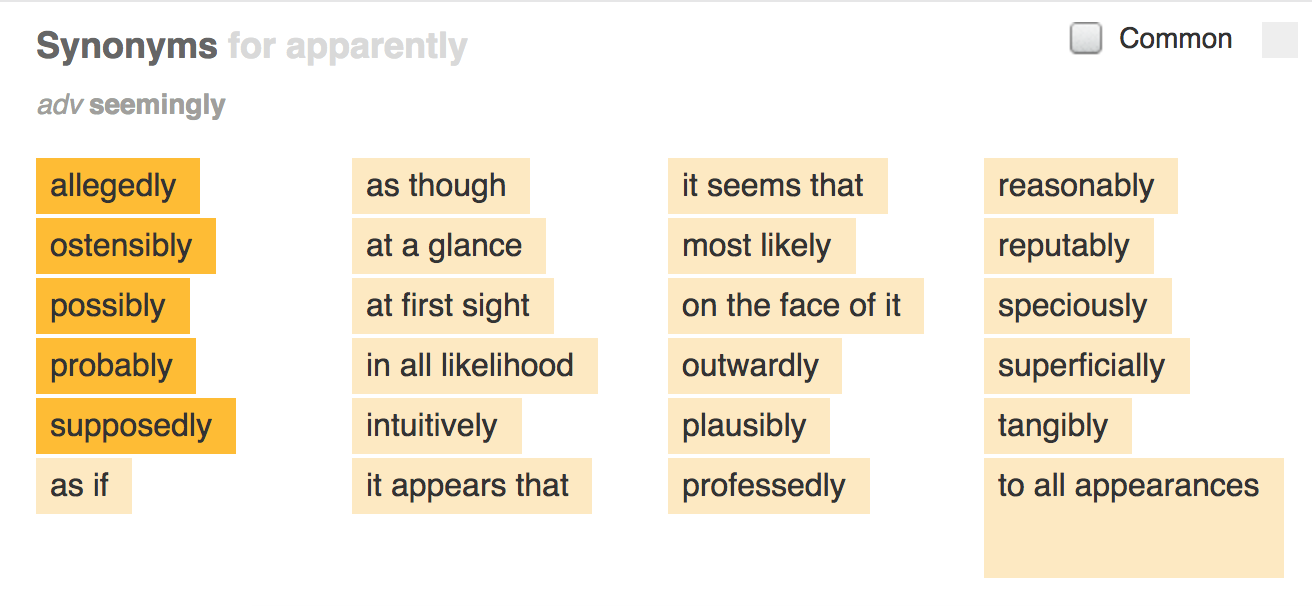 Synonyms for apparently
Common
adv seemingly
allegedly
ostensibly
possibly
probably
supposedly
as if
as though
at a glance
at first sight
in all likelihood
intuitively
it appears that
it seems that
most likely
on the face of it
outwardly
plausibly
professedly
reasonably
reputably
speciously
superficially
tangibly
to all appearances